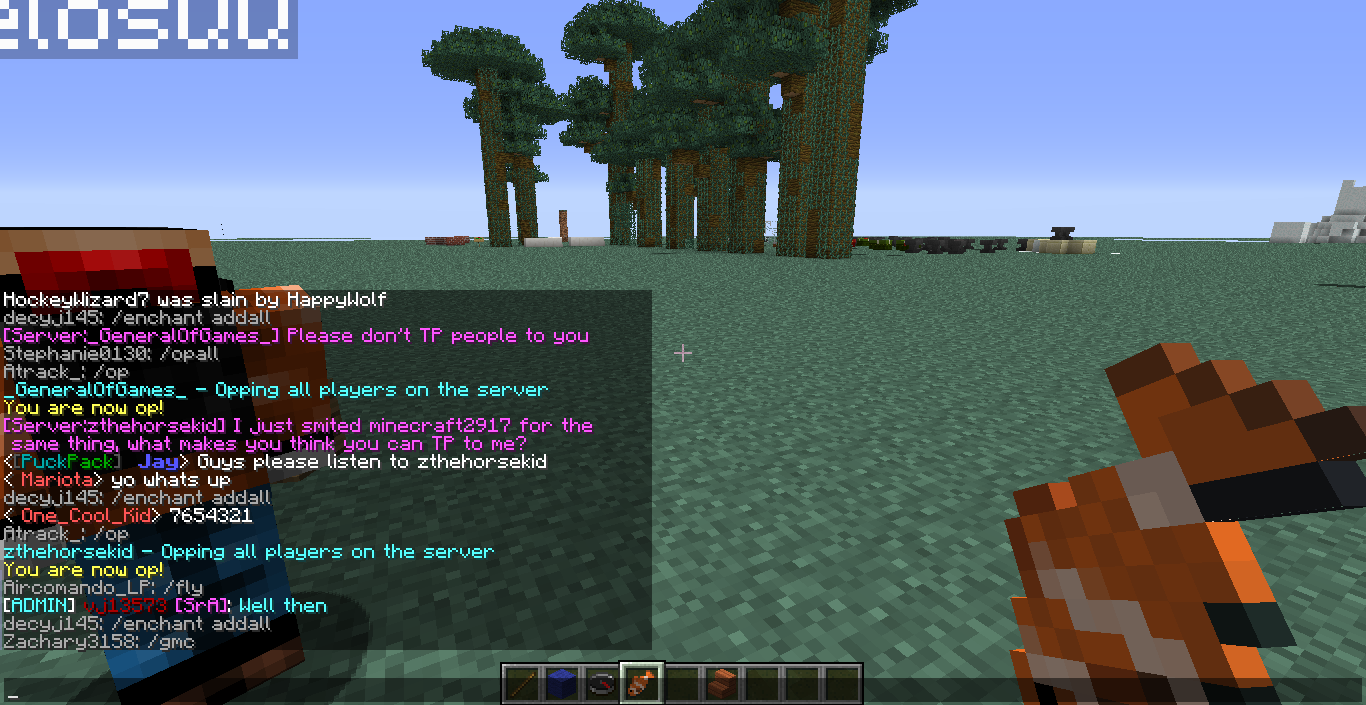 HockeyWizard7 was slain by HappyWolf
decyj145: /enchant addall
[Server:_GeneralOfGames_] Please don't TP people to you
Stephanie0130: /opall
Atrack_: /op
_GeneralOfGames_ - Opping all players on the server
You are now op!
[Server:zthehorsekid] I just smited minecraft2917 for the
same thing, what makes you think you can TP to me?
<[PuckPack] Jay> Guys please listen to zthehorsekid
< Mariota> yo whats up
decyj145: /enchant addall
< One_Cool_Kid> 7654321
Atrack_: /op
zthehorsekid - Opping all players on the server
You are now op!
Aircomando_LP: /fly
[ADMIN] vj13573 [SrA]: Well then
decyj145: /enchant addall
Zachary3158: /gmc
_